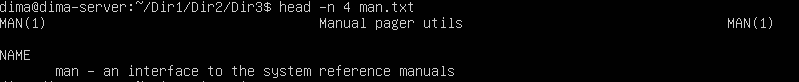 dima@dima-server:~/Dir1/Dir2/Dir3$ head -n 4 man.txt
MAN(1) Manual pager utils MAN(1)
NAME
man - an interface to the system reference manuals